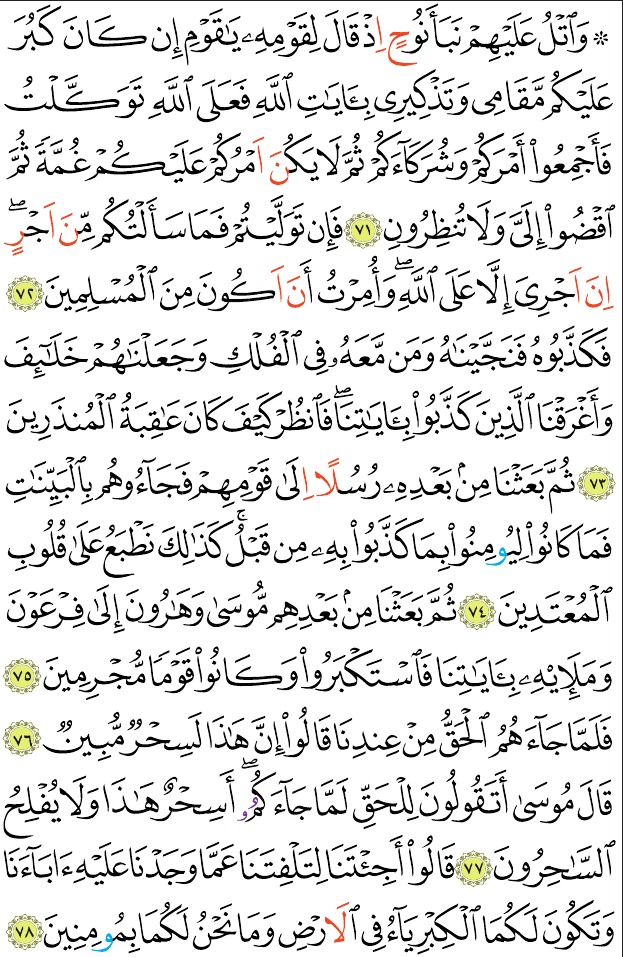 ۞ وَٱتْلُ عَلَيْهِمْ نَبَأَ نُوحٍ اِذْ قَالَ لِقَوْمِهِۦ يَٰقَوْمِ إِن كَانَ كَبُرَ
عَلَيْكُم مَّقَامِى وَتَذْكِيرِى بِـَٔايَٰتِ ٱللَّهِ فَعَلَى ٱللَّهِ تَوَكَّلْتُ
فَأَجْمِعُوٓا۟ أَمْرَكُمْ وَشُرَكَآءَكُمْ ثُمَّ لَا يَكُنَ اَمْرُكُمْ عَلَيْكُمْ غُمَّةً ثُمَّ
ٱقْضُوٓا۟ إِلَىَّ وَلَا تُنظِرُونِ ٧١ فَإِن تَوَلَّيْتُمْ فَمَا سَأَلْتُكُم مِّنَ اَجْرٍۖ
اِنَ اَجْرِىَ إِلَّا عَلَى ٱللَّهِۖ وَأُمِرْتُ أَنَ اَكُونَ مِنَ ٱلْمُسْلِمِينَ ٧٢
فَكَذَّبُوهُ فَنَجَّيْنَٰهُ وَمَن مَّعَهُۥ فِى ٱلْفُلْكِ وَجَعَلْنَٰهُمْ خَلَٰٓئِفَ
وَأَغْرَقْنَا ٱلَّذِينَ كَذَّبُوا۟ بِـَٔايَٰتِنَاۖ فَٱنظُرْ كَيْفَ كَانَ عَٰقِبَةُ ٱلْمُنذَرِينَ
٧٣ ثُمَّ بَعَثْنَا مِنۢ بَعْدِهِۦ رُسُلًا اِلَىٰ قَوْمِهِمْ فَجَآءُوهُم بِٱلْبَيِّنَٰتِ
فَمَا كَانُوا۟ لِيُومِنُوا۟ بِمَا كَذَّبُوا۟ بِهِۦ مِن قَبْلُۚ كَذَٰلِكَ نَطْبَعُ عَلَىٰ قُلُوبِ
ٱلْمُعْتَدِينَ ٧٤ ثُمَّ بَعَثْنَا مِنۢ بَعْدِهِم مُّوسَىٰ وَهَٰرُونَ إِلَىٰ فِرْعَوْنَ
وَمَلَإِي۟هِۦ بِـَٔايَٰتِنَا فَٱسْتَكْبَرُوا۟ وَكَانُوا۟ قَوْمًا مُّجْرِمِينَ ٧٥
فَلَمَّا جَآءَهُمُ ٱلْحَقُّ مِنْ عِندِنَا قَالُوٓا۟ إِنَّ هَٰذَا لَسِحْرٌ مُّبِينٌ ٧٦
قَالَ مُوسَىٰٓ أَتَقُولُونَ لِلْحَقِّ لَمَّا جَآءَكُمُۥٓۖ أَسِحْرٌ هَٰذَا وَلَا يُفْلِحُ
ٱلسَّٰحِرُونَ ٧٧ قَالُوٓا۟ أَجِئْتَنَا لِتَلْفِتَنَا عَمَّا وَجَدْنَا عَلَيْهِ ءَابَآءَنَا
وَتَكُونَ لَكُمَا ٱلْكِبْرِيَآءُ فِى ٱلَارْضِ وَمَا نَحْنُ لَكُمَا بِمُومِنِينَ ٧٨